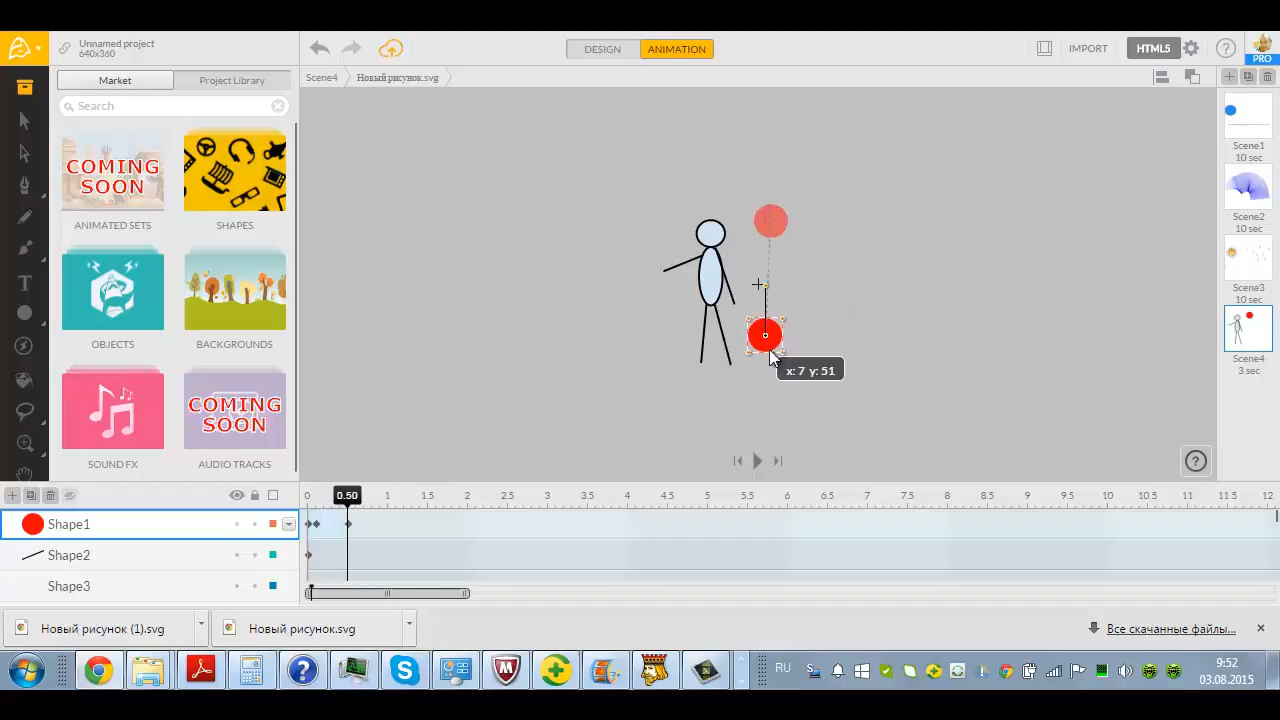 Unnamed project
640x360
DESIGN
ANIMATION
IMPORT
HTML5
PRO
Market
Project Library
Scene4
Новый рисунок.svg
Search
COMING SOON
ANIMATED SETS
SHAPES
OBJECTS
BACKGROUNDS
SOUND FX
COMING SOON
AUDIO TRACKS
Scene1
10 sec
Scene2
10 sec
Scene3
10 sec
Scene4
3 sec
x: 7 y: 51
0 0.50 1 1.5 2 2.5 3 3.5 4 4.5 5 5.5 6 6.5 7 7.5 8 8.5 9 9.5 10 10.5 11 11.5 12
Shape1
Shape2
Shape3
Новый рисунок (1).svg
Новый рисунок.svg
Все скачанные файлы...
RU
9:52
03.08.2015